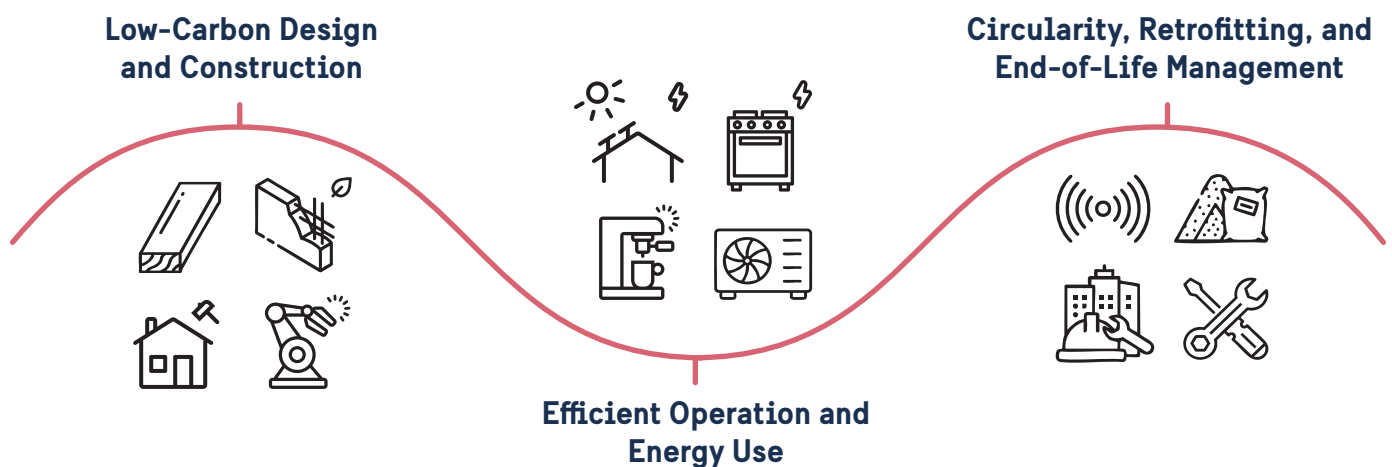 Low-Carbon Design
and Construction
Circularity, Retrofitting, and
End-of-Life Management
Efficient Operation and
Energy Use